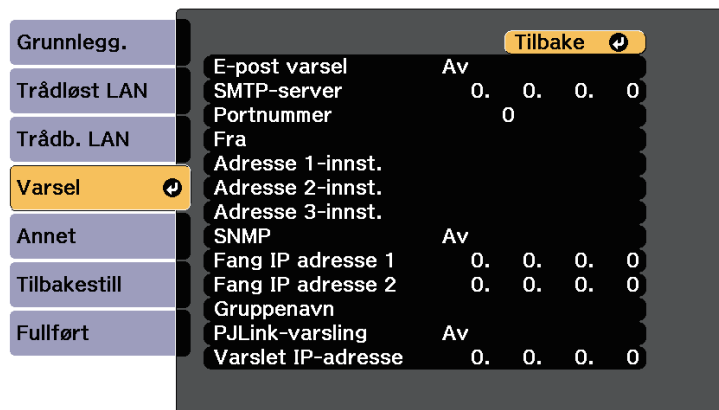 Grunnlegg.
Trådløst LAN
Trådb. LAN
Varsel
Annet
Tilbakestill
Fullført
Tilbake
E-post varsel Av
SMTP-server 0. 0. 0. 0
Portnummer 0
Fra
Adresse 1-innst.
Adresse 2-innst.
Adresse 3-innst.
SNMP Av
Fang IP adresse 1 0. 0. 0. 0
Fang IP adresse 2 0. 0. 0. 0
Gruppenavn
PJLink-varsling Av
Varslet IP-adresse 0. 0. 0. 0